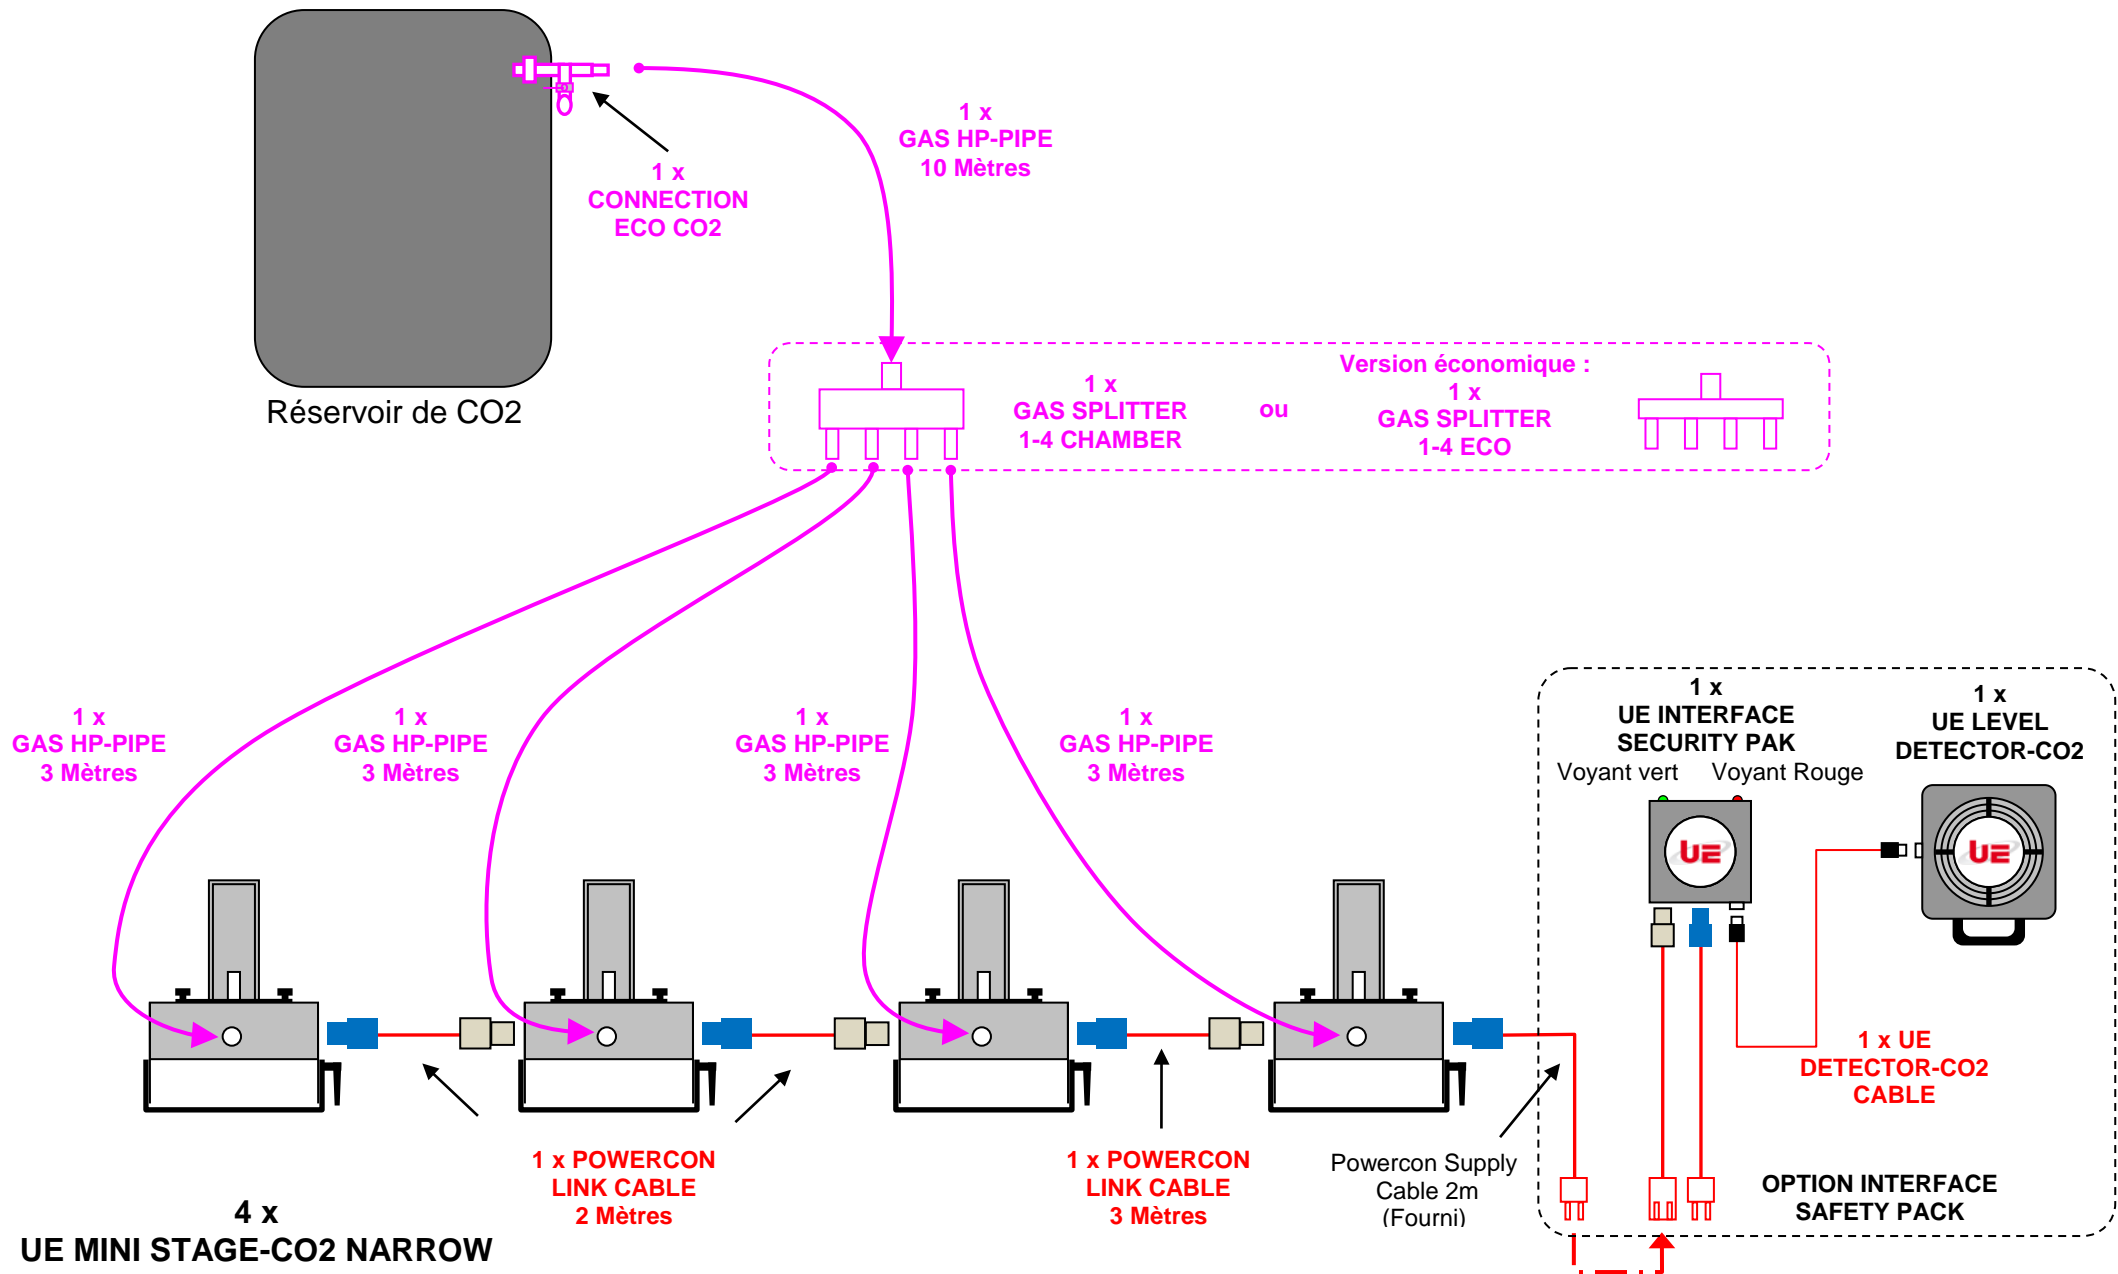 1 x
GAS HP-PIPE
10 Mètres
1 x
CONNECTION
ECO CO2
Réservoir de CO2
1 x
GAS SPLITTER
1-4 CHAMBER
ou
Version économique :
1 x
GAS SPLITTER
1-4 ECO
1 x
GAS HP-PIPE
3 Mètres
1 x
GAS HP-PIPE
3 Mètres
1 x
GAS HP-PIPE
3 Mètres
1 x
GAS HP-PIPE
3 Mètres
1 x
UE INTERFACE
SECURITY PAK
Voyant vert
Voyant Rouge
1 x
UE LEVEL
DETECTOR-CO2
UE
UE
1 x UE
DETECTOR-CO2
CABLE
1 x POWERCON
LINK CABLE
2 Mètres
1 x POWERCON
LINK CABLE
3 Mètres
Powercon Supply
Cable 2m
(Fourni)
OPTION INTERFACE
SAFETY PACK
4 x
UE MINI STAGE-CO2 NARROW